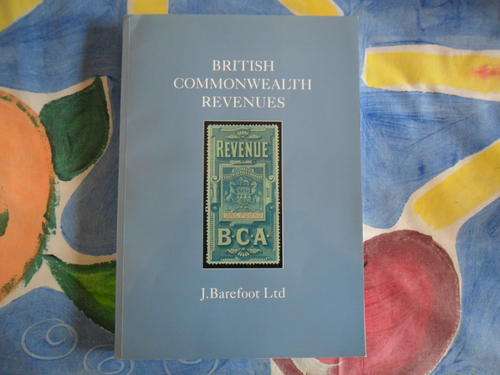 BRITISH
COMMONWEALTH
REVENUES
REVENUE
B·C·A
J.Barefoot Ltd